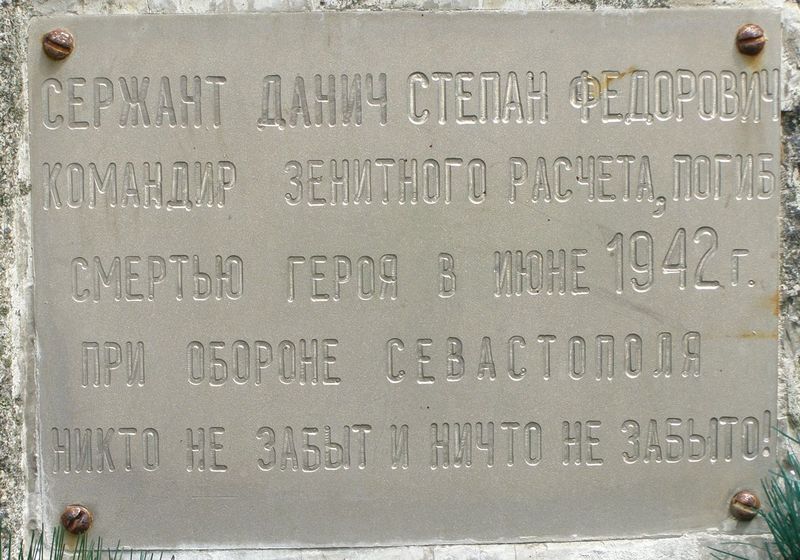 СЕРЖАНТ ДАНИЧ СТЕПАН ФЕДОРОВИЧ
КОМАНДИР ЗЕНИТНОГО РАСЧЕТА, ПОГИБ
СМЕРТЬЮ ГЕРОЯ В ИЮНЕ 1942 г.
ПРИ ОБОРОНЕ СЕВАСТОПОЛЯ
НИКТО НЕ ЗАБЫТ И НИЧТО НЕ ЗАБЫТО!